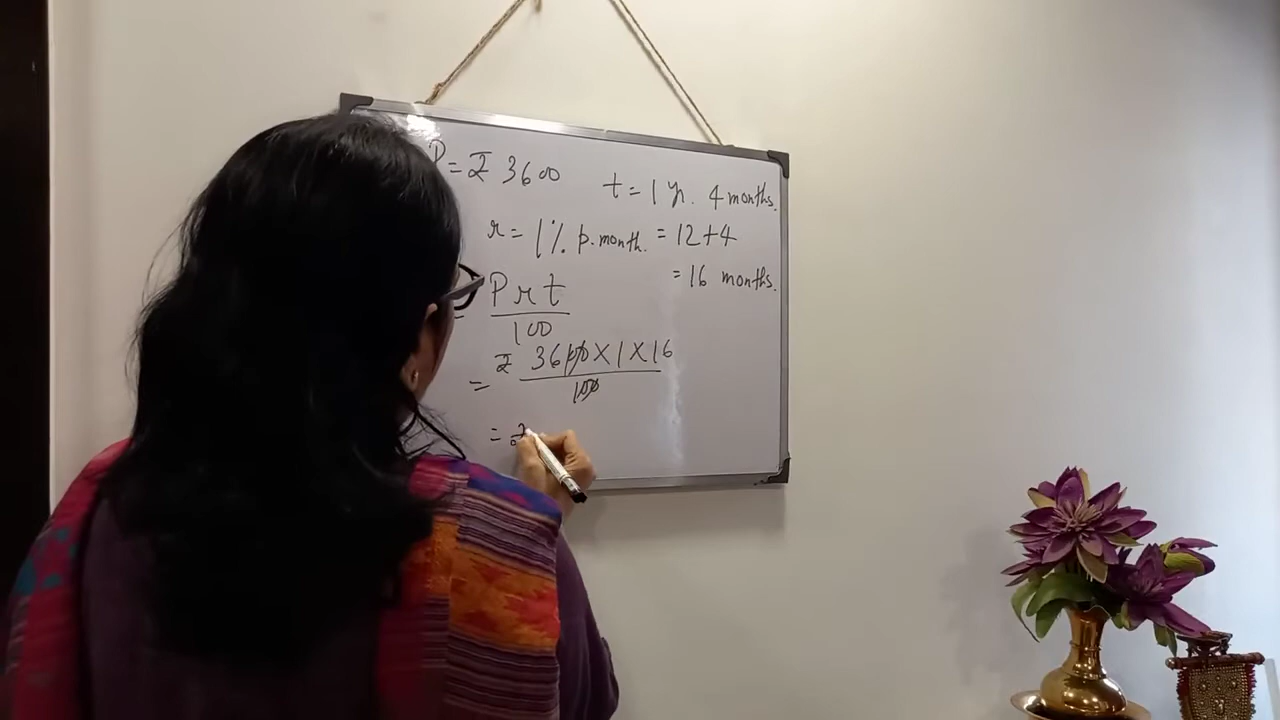 P = ₹ 3600
t = 1 yr. 4 months.
r = 1% p. month.
= 12+4
= 16 months.
= Prt
100
= ₹ 3600 X 1 X 16
100
= ₹